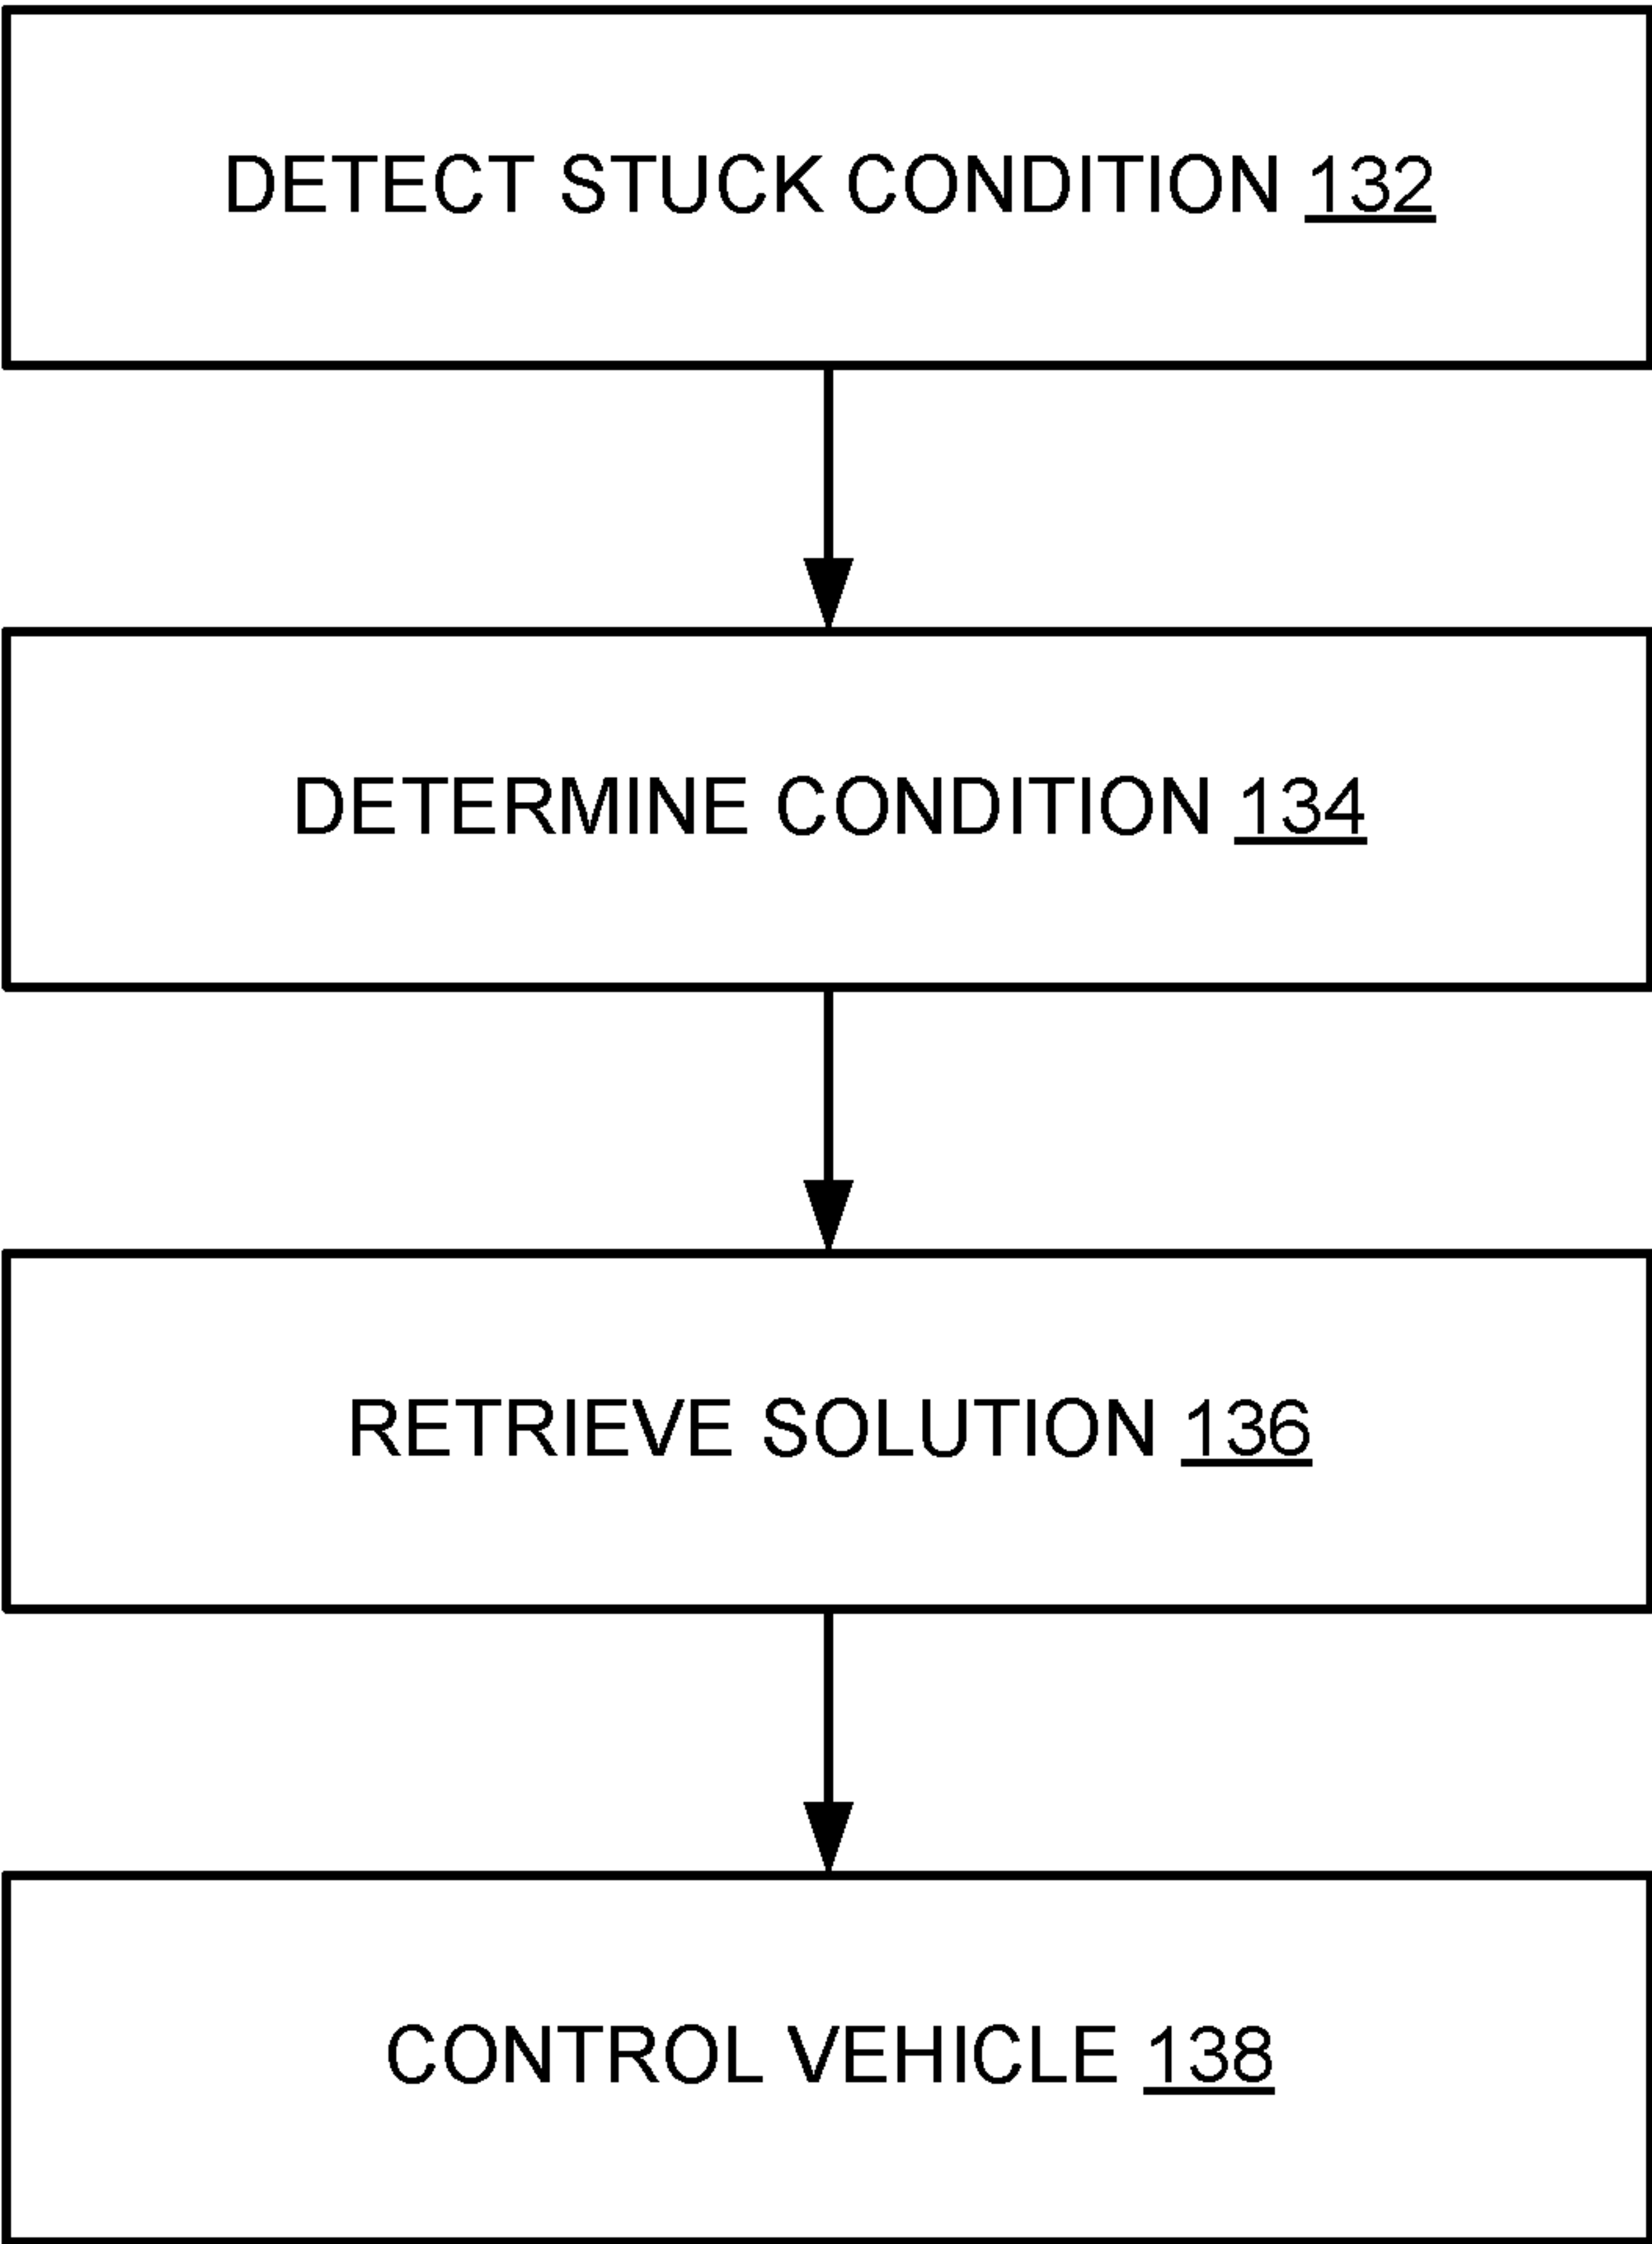 DETECT STUCK CONDITION 132
DETERMINE CONDITION 134
RETRIEVE SOLUTION 136
CONTROL VEHICLE 138